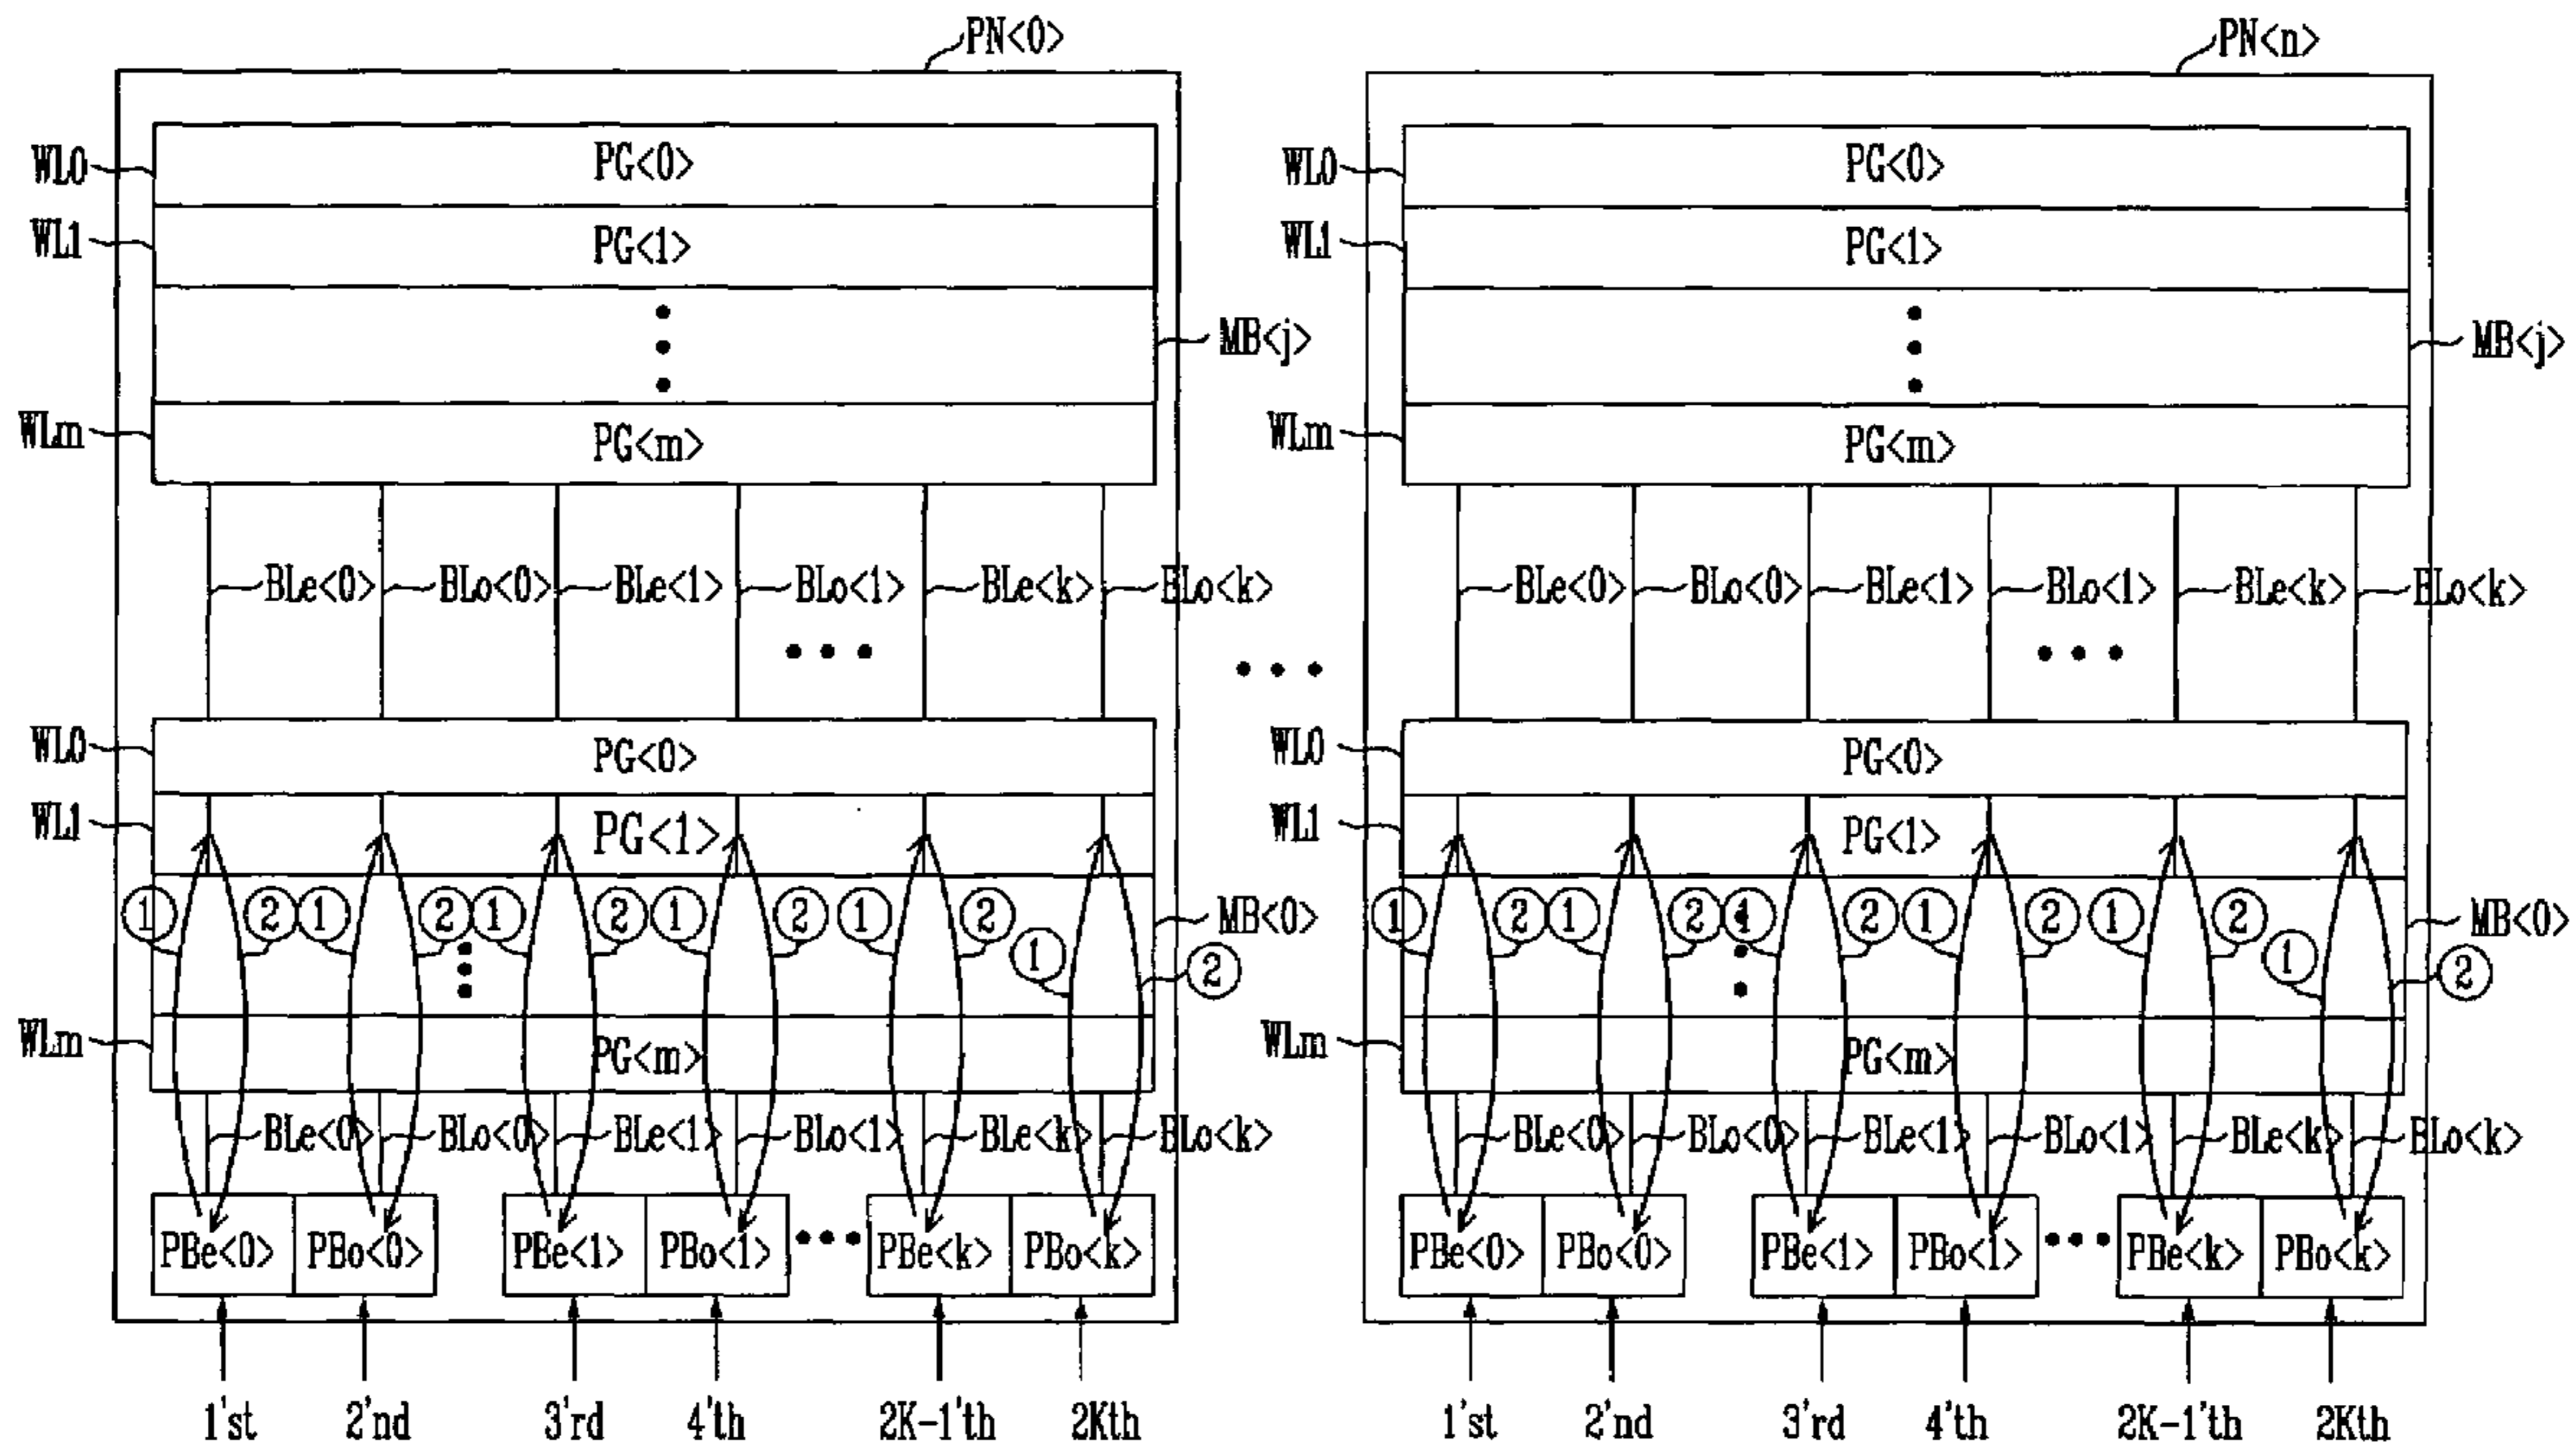 PN<0> PN<n>
WL0 PG<0> WL0 PG<0>
WL1 PG<1> WL1 PG<1>
MB<j> MB<j>
WLm PG<m> WLm PG<m>
BLe<0> BLo<0> BLe<1> BLo<1> BLe<k> BLo<k> BLe<0> BLo<0> BLe<1> BLo<1> BLe<k> BLo<k>
WL0 PG<0> WL0 PG<0>
WL1 PG<1> WL1 PG<1>
① ② ① ② ① ② ① ② ① ② MB<0> ① ② ① ② ① ② ① ② ① ② MB<0>
① ② ① ②
WLm PG<m> WLm PG<m>
BLe<0> BLo<0> BLe<1> BLo<1> BLe<k> BLo<k> BLe<0> BLo<0> BLe<1> BLo<1> BLe<k> BLo<k>
PBe<0> PBo<0> PBe<1> PBo<1> PBe<k> PBo<k> PBe<0> PBo<0> PBe<1> PBo<1> PBe<k> PBo<k>
1'st 2'nd 3'rd 4'th 2K-1'th 2Kth 1'st 2'nd 3'rd 4'th 2K-1'th 2Kth